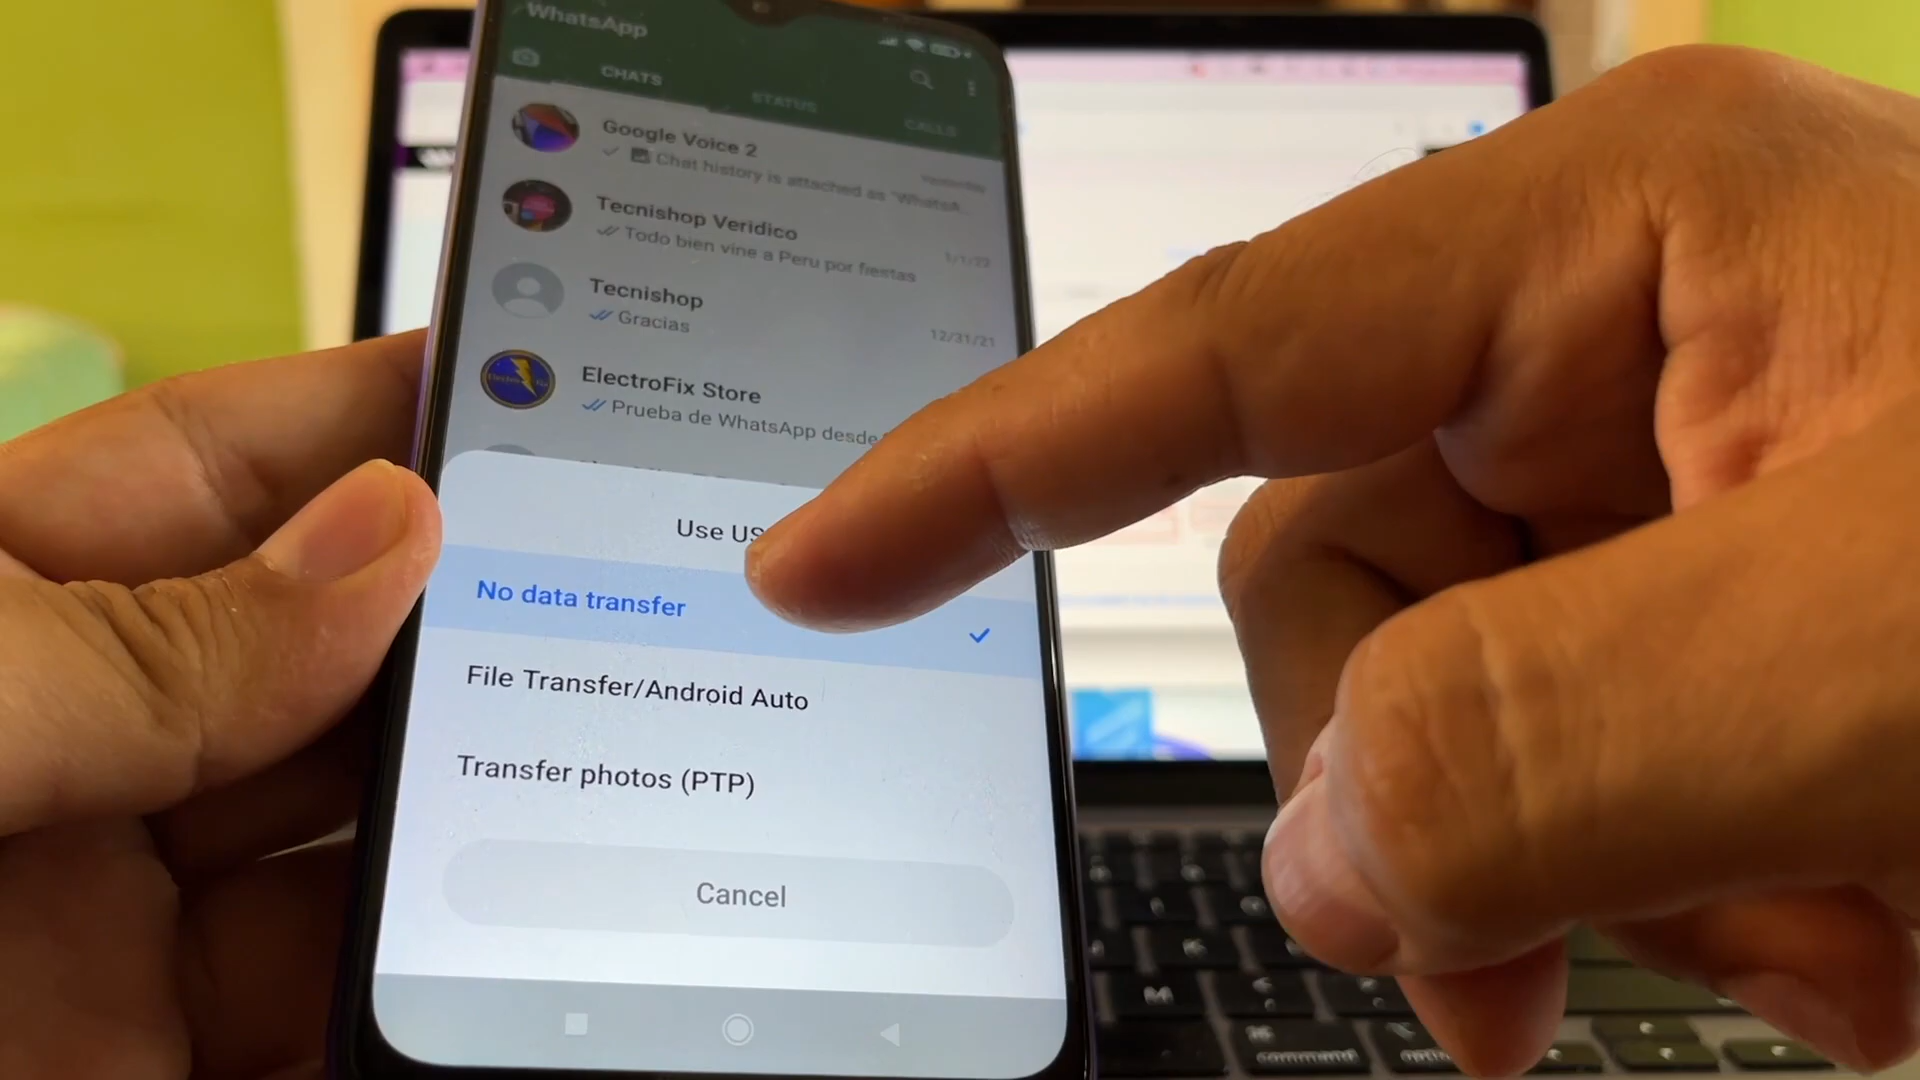 WhatsApp
CHATS
STATUS
CALLS
Google Voice 2
Yesterday
Chat history is attached as "WhatsA...
Tecnishop Veridico
1/1/22
Todo bien vine a Peru por fiestas
Tecnishop
12/31/21
Gracias
ElectroFix Store
Prueba de WhatsApp desde
Use US
No data transfer
File Transfer/Android Auto
Transfer photos (PTP)
Cancel
K
M
command